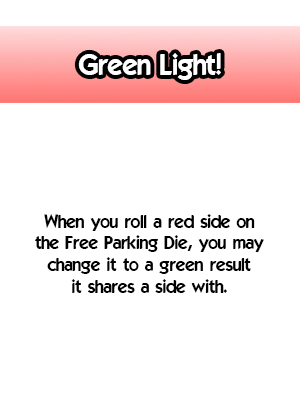 Green Light!
When you roll a red side on
the Free Parking Die, you may
change it to a green result
it shares a side with.